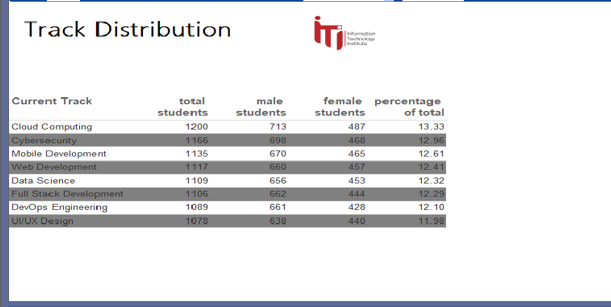 Track Distribution
iTi Information
Technology
Institute
Current Track total students male students female students percentage of total
Cloud Computing 1200 713 487 13.33
Cybersecurity 1166 698 468 12.96
Mobile Development 1135 670 465 12.61
Web Development 1117 660 457 12.41
Data Science 1109 656 453 12.32
Full Stack Development 1106 662 444 12.29
DevOps Engineering 1089 661 428 12.10
UI/UX Design 1078 638 440 11.98